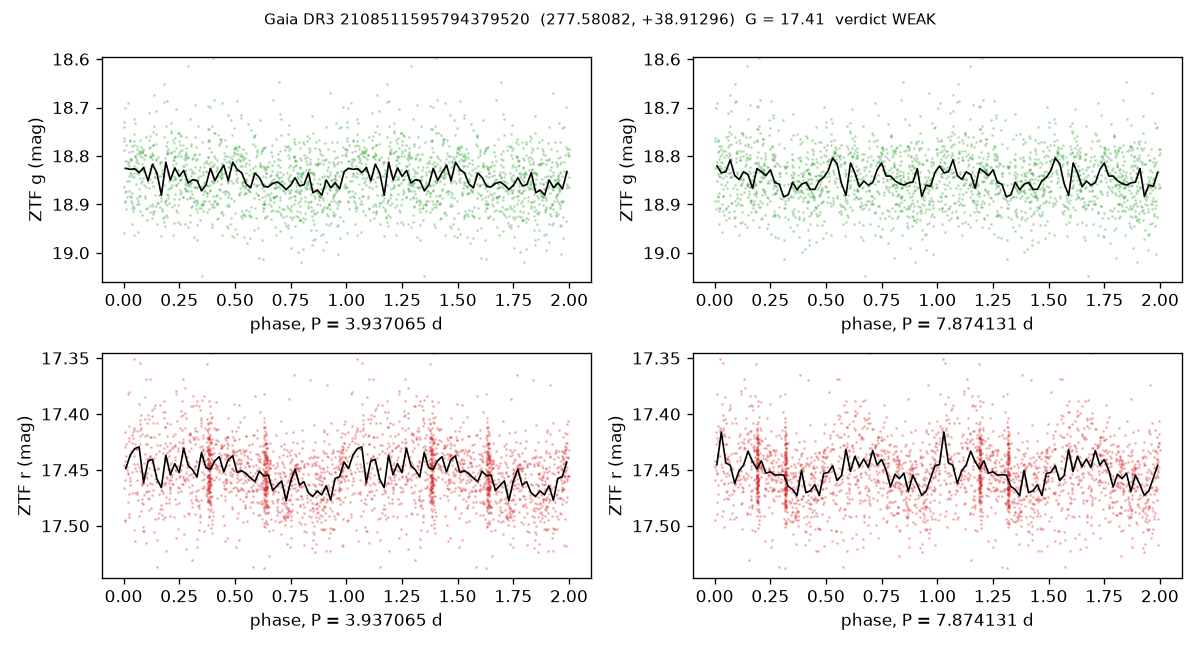 Gaia DR3 2108511595794379520 (277.58082, +38.91296) G = 17.41 verdict WEAK
18.6
18.7
18.8
18.9
19.0
ZTF g (mag)
0.00 0.25 0.50 0.75 1.00 1.25 1.50 1.75 2.00
phase, P = 3.937065 d
18.6
18.7
18.8
18.9
19.0
ZTF g (mag)
0.00 0.25 0.50 0.75 1.00 1.25 1.50 1.75 2.00
phase, P = 7.874131 d
17.35
17.40
17.45
17.50
ZTF r (mag)
0.00 0.25 0.50 0.75 1.00 1.25 1.50 1.75 2.00
phase, P = 3.937065 d
17.35
17.40
17.45
17.50
ZTF r (mag)
0.00 0.25 0.50 0.75 1.00 1.25 1.50 1.75 2.00
phase, P = 7.874131 d